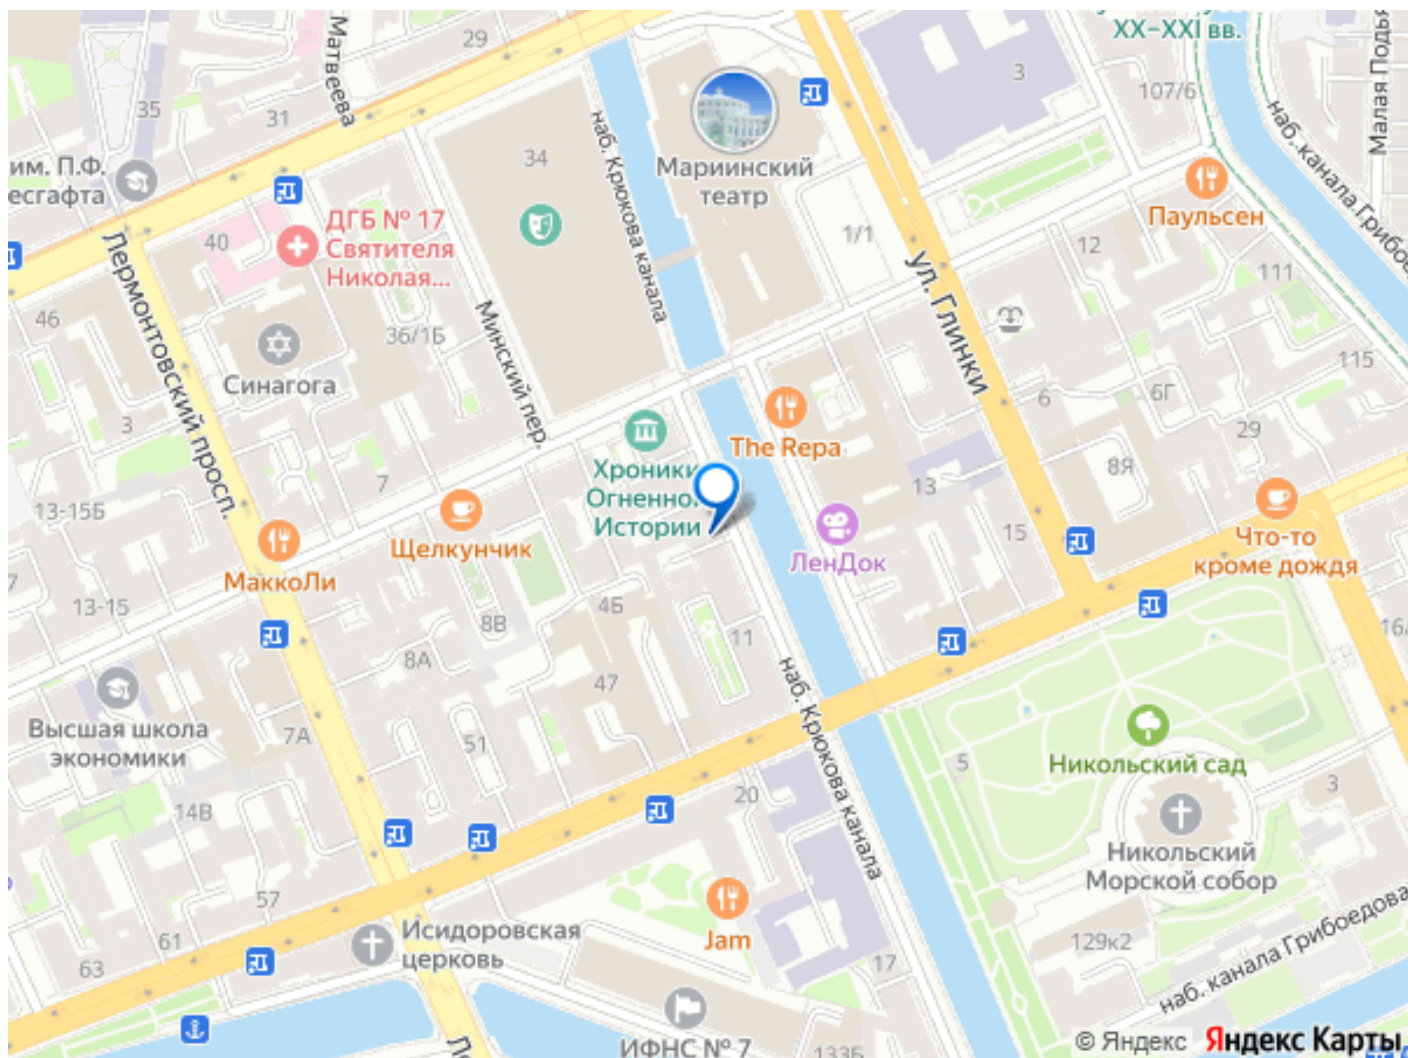 XX–XXI вв.
29
Матвеева
35
31
3
107/6
Малая Подья
наб. канала Грибое
им. П.Ф.
есгафта
34
наб. Крюкова канала
Мариинский
театр
Паульсен
ДГБ № 17
Святителя
Николая...
40
1/1
12
ул. Глинки
111
Лермонтовский просп.
46
36/1Б
Минский пер.
Синагога
115
3
6
6Г
29
The Repa
Хроники
Огненно
Истории
8Я
7
13
13-15Б
Щелкунчик
15
ЛенДок
Что-то
кроме дождя
МаккоЛи
7
13-15
8В
4Б
11
16/
8А
47
наб. Крюкова канала
Высшая школа
экономики
7А
51
5
Никольский сад
3
14В
20
Никольский
Морской собор
57
Jam
Исидоровская
церковь
61
63
129к2
наб. канала Грибоедова
17
ИФНС № 7
133Б
© Яндекс Яндекс Карты